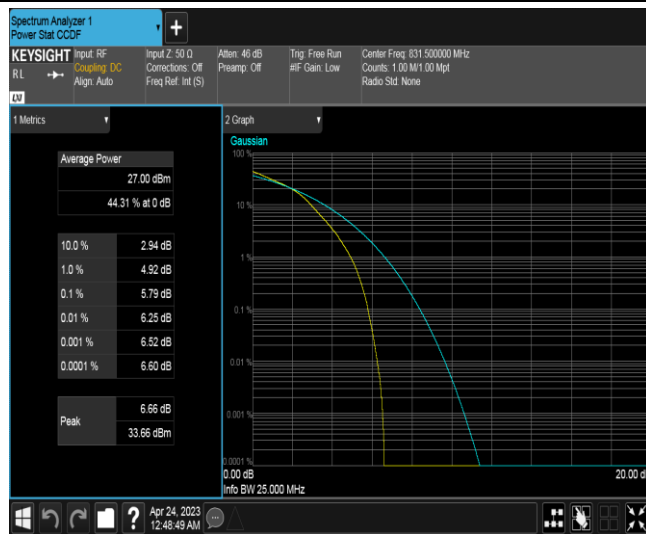 Spectrum Analyzer 1
Power Stat CCDF
+
KEYSIGHT
RL
LXI
Input: RF
Coupling: DC
Align: Auto
Input Z: 50 Ω
Corrections: Off
Freq Ref: Int (S)
Atten: 46 dB
Preamp: Off
Trig: Free Run
#IF Gain: Low
Center Freq: 831.500000 MHz
Counts: 1.00 M/1.00 Mpt
Radio Std: None
1 Metrics
Average Power
27.00 dBm
44.31 % at 0 dB
10.0 % 2.94 dB
1.0 % 4.92 dB
0.1 % 5.79 dB
0.01 % 6.25 dB
0.001 % 6.52 dB
0.0001 % 6.60 dB
Peak
6.66 dB
33.66 dBm
2 Graph
Gaussian
100 %
10 %
1 %
0.1 %
0.01 %
0.001 %
0.0001 %
0.00 dB
20.00 d
Info BW 25.000 MHz
?
Apr 24, 2023
12:48:49 AM